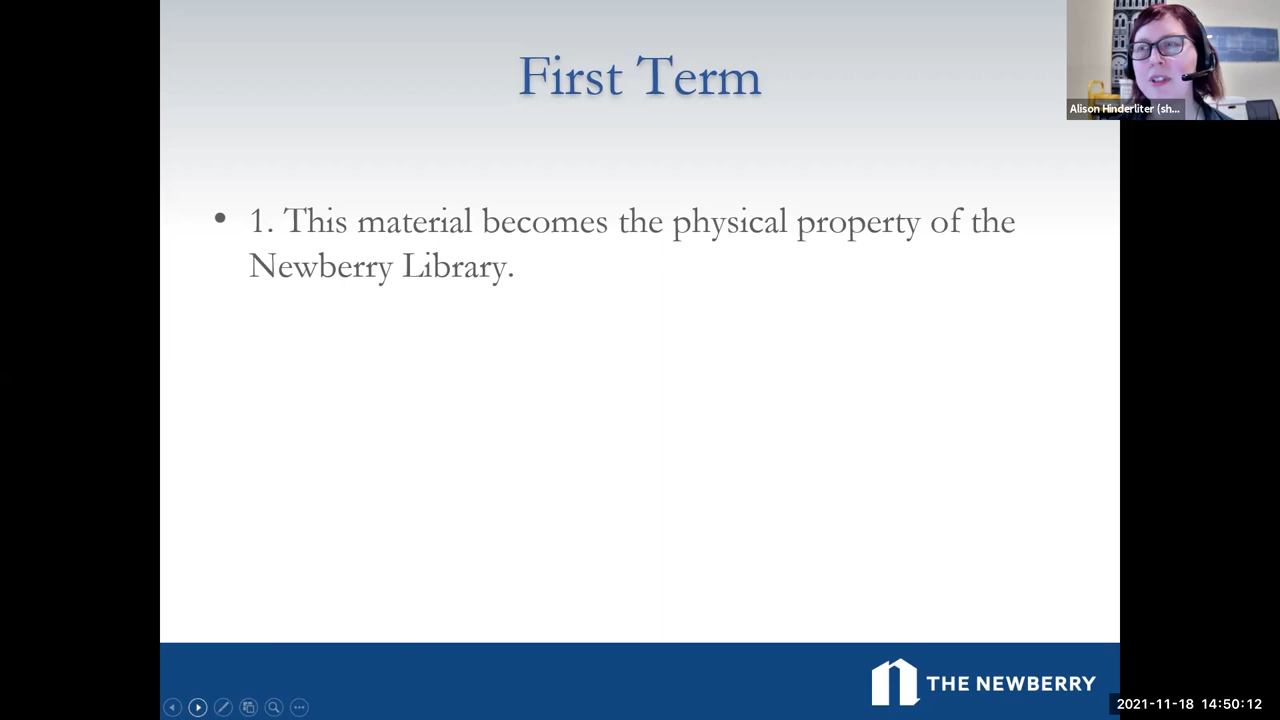 First Term
Alison Hinderliter (sh...
• 1. This material becomes the physical property of the
Newberry Library.
THE NEWBERRY
2021-11-18 14:50:12